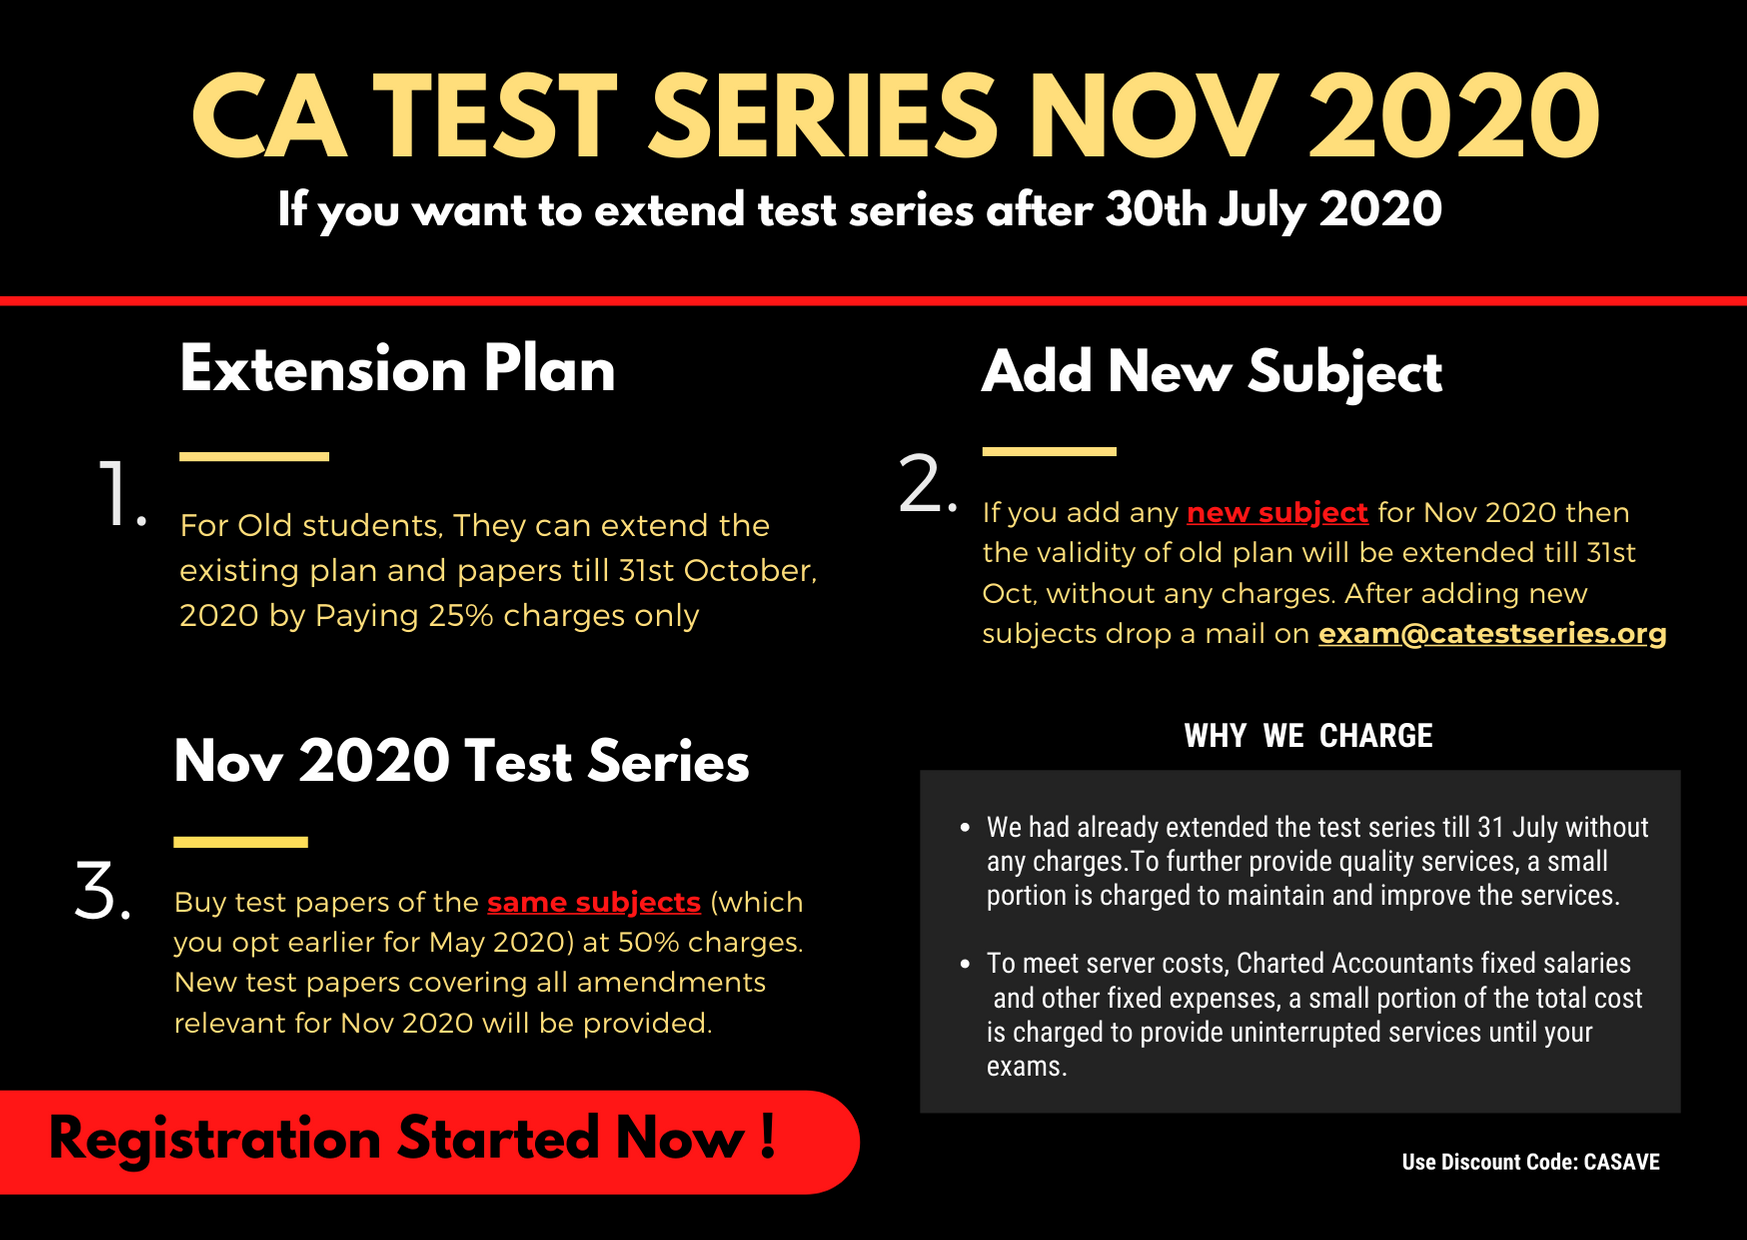 CA TEST SERIES NOV 2020
If you want to extend test series after 30th July 2020
Extension Plan
1.
For Old students, They can extend the
existing plan and papers till 31st October,
2020 by Paying 25% charges only
Add New Subject
2.
If you add any new subject for Nov 2020 then
the validity of old plan will be extended till 31st
Oct, without any charges. After adding new
subjects drop a mail on exam@catestseries.org
Nov 2020 Test Series
3.
Buy test papers of the same subjects (which
you opt earlier for May 2020) at 50% charges.
New test papers covering all amendments
relevant for Nov 2020 will be provided.
WHY WE CHARGE
• We had already extended the test series till 31 July without
any charges.To further provide quality services, a small
portion is charged to maintain and improve the services.
• To meet server costs, Charted Accountants fixed salaries
and other fixed expenses, a small portion of the total cost
is charged to provide uninterrupted services until your
exams.
Registration Started Now !
Use Discount Code: CASAVE